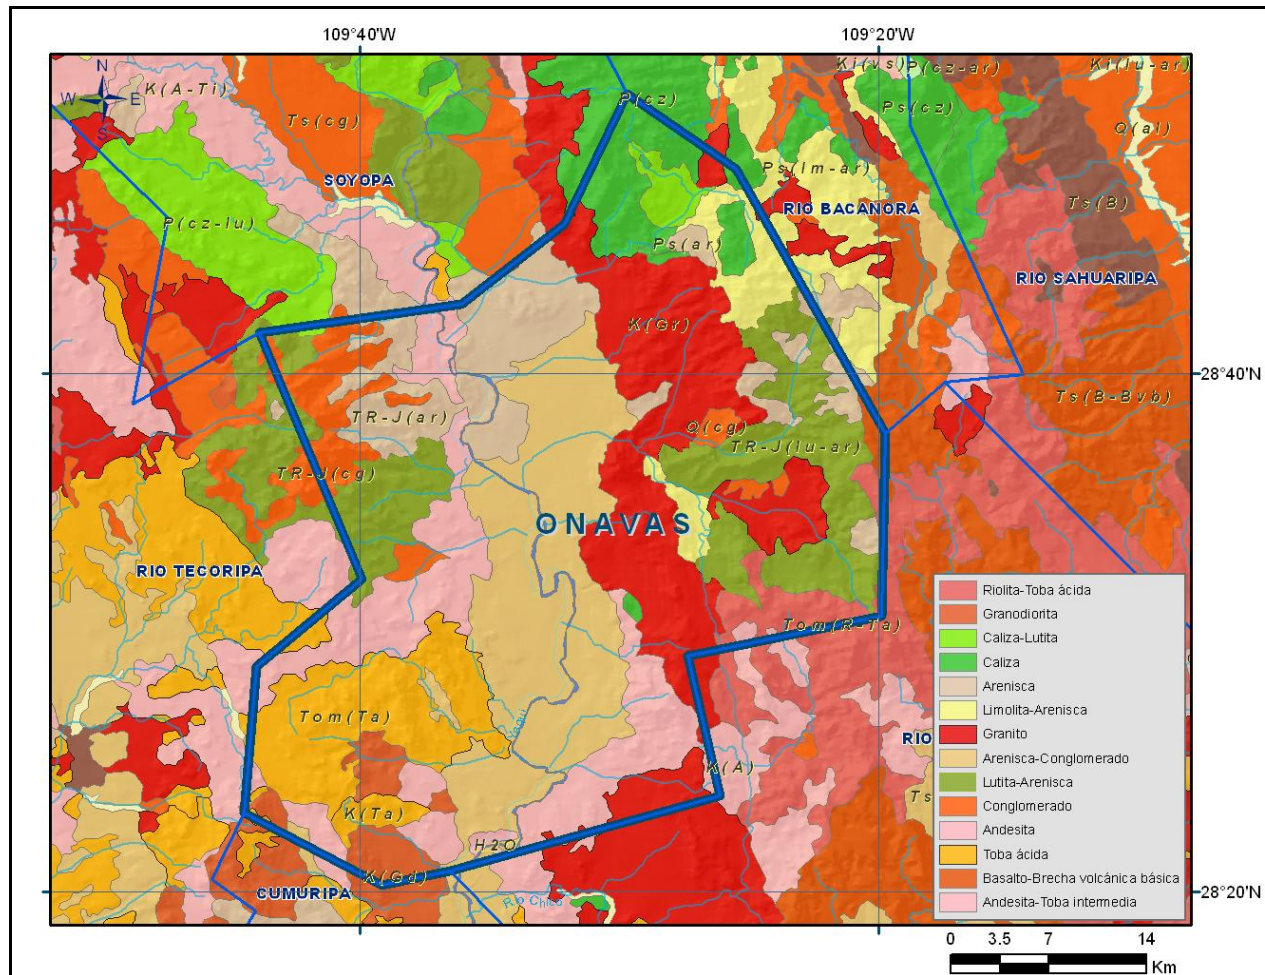 109°40'W
109°20'W
N
W
E
S
K(A-Ti)
Ts(cg)
P(cz)
Ki(vs)
P(cz-ar)
Ki(lu-ar)
Ps(cz)
Q(al)
SOYOPA
Ps(lm-ar)
RIO BACANORA
Ts(B)
P(cz-lu)
Ps(ar)
RIO SAHUARIPA
K(Gr)
28°40'N
Ts(B-Bvb)
TR-J(ar)
Q(cg)
TR-J(lu-ar)
TR-J(cg)
ONAVAS
RIO TECORIPA
Tom(R-Ta)
Tom(Ta)
Yaqui
RIO
K(A)
Ts
K(Ta)
H2O
K(Gd)
CUMURIPA
Rio Chico
28°20'N
Riolita-Toba ácida
Granodiorita
Caliza-Lutita
Caliza
Arenisca
Limolita-Arenisca
Granito
Arenisca-Conglomerado
Lutita-Arenisca
Conglomerado
Andesita
Toba ácida
Basalto-Brecha volcánica básica
Andesita-Toba intermedia
0 3.5 7 14
Km